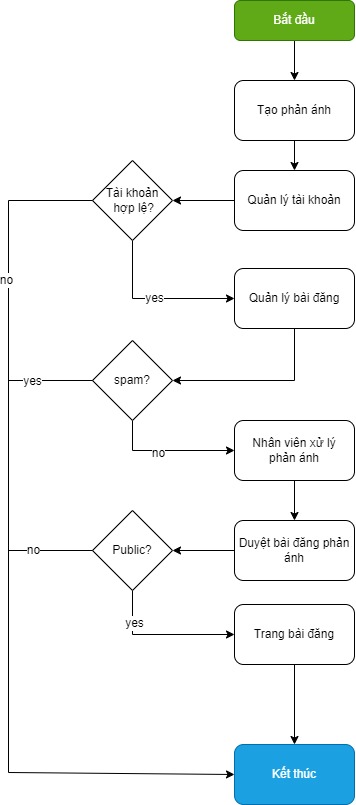 Bắt đầu
Tạo phản ánh
Tài khoản
hợp lệ?
Quản lý tài khoản
no
yes
Quản lý bài đăng
yes
spam?
no
Nhân viên xử lý
phản ánh
no
Public?
Duyệt bài đăng phản
ánh
yes
Trang bài đăng
Kết thúc